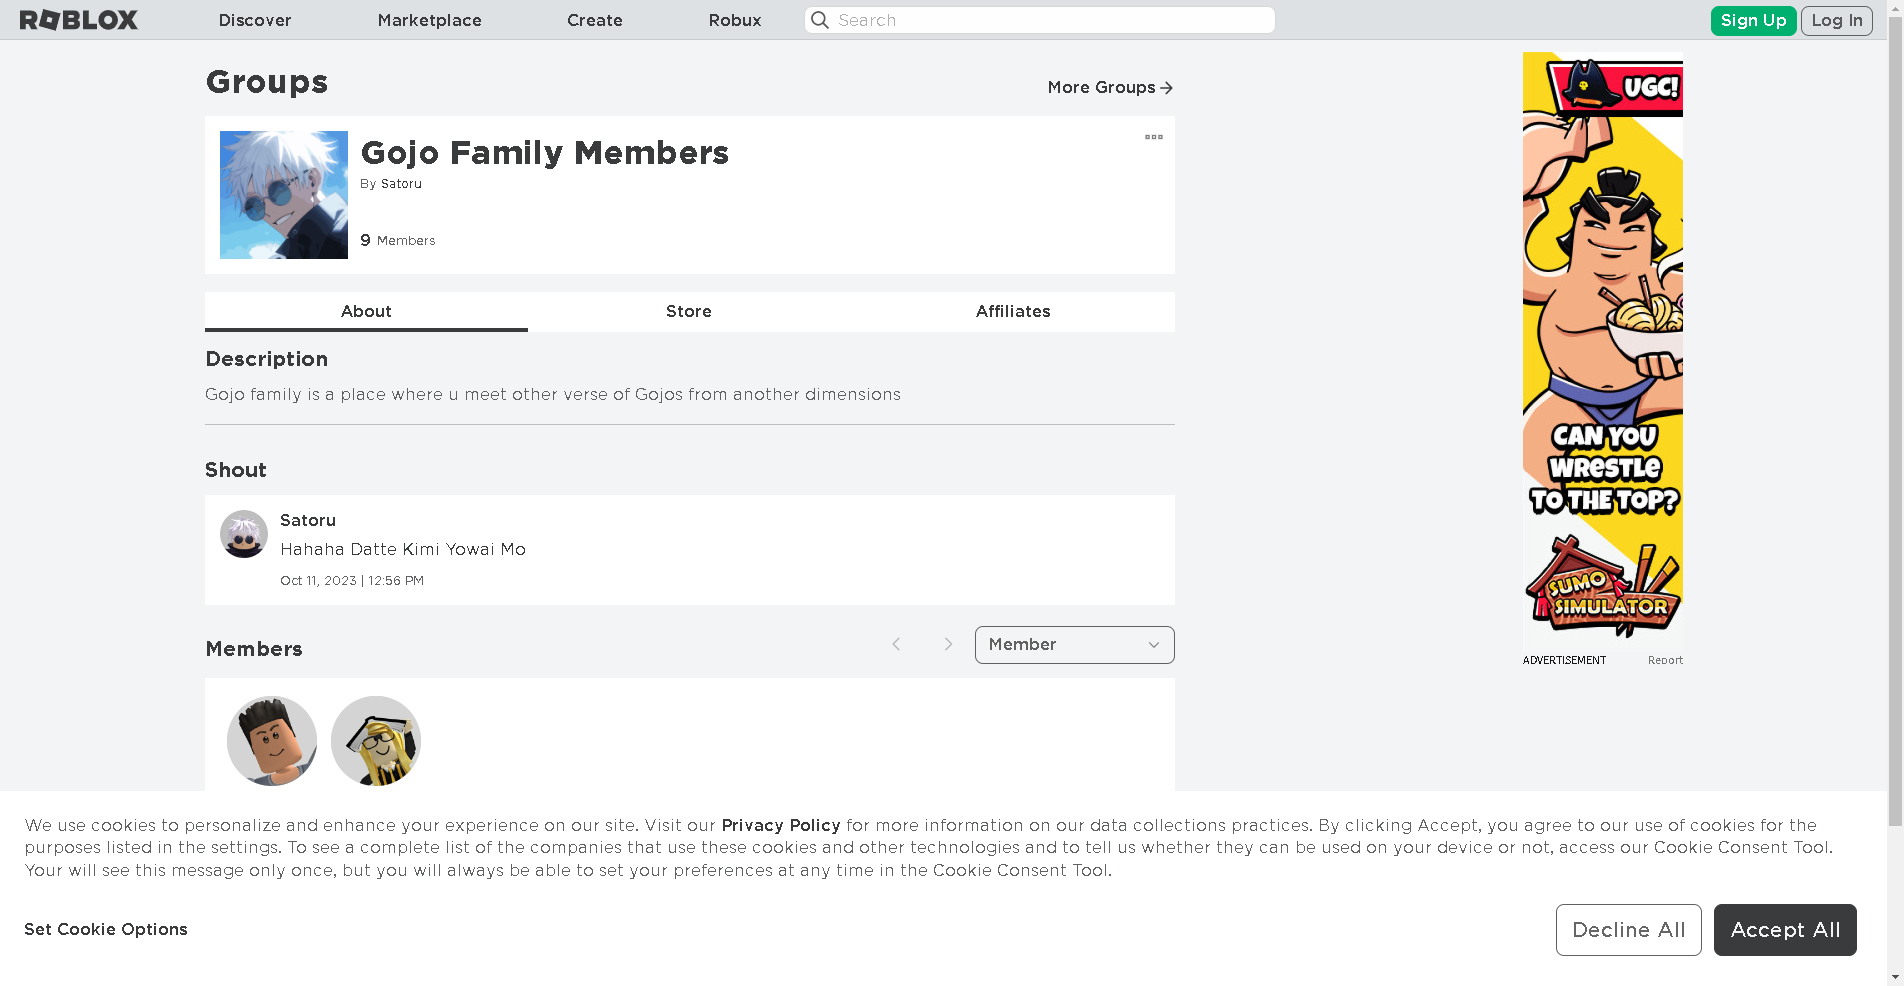 ROBLOX
Discover
Marketplace
Create
Robux
Search
Sign Up
Log In
Groups
More Groups
Gojo Family Members
By Satoru
9 Members
About
Store
Affiliates
Description
Gojo family is a place where u meet other verse of Gojos from another dimensions
Shout
Satoru
Hahaha Datte Kimi Yowai Mo
Oct 11, 2023 | 12:56 PM
Members
Member
UGC!
CAN YOU
WRESTLE
TO THE TOP?
SUMO
SIMULATOR
ADVERTISEMENT
Report
We use cookies to personalize and enhance your experience on our site. Visit our Privacy Policy for more information on our data collections practices. By clicking Accept, you agree to our use of cookies for the
purposes listed in the settings. To see a complete list of the companies that use these cookies and other technologies and to tell us whether they can be used on your device or not, access our Cookie Consent Tool.
Your will see this message only once, but you will always be able to set your preferences at any time in the Cookie Consent Tool.
Set Cookie Options
Decline All
Accept All